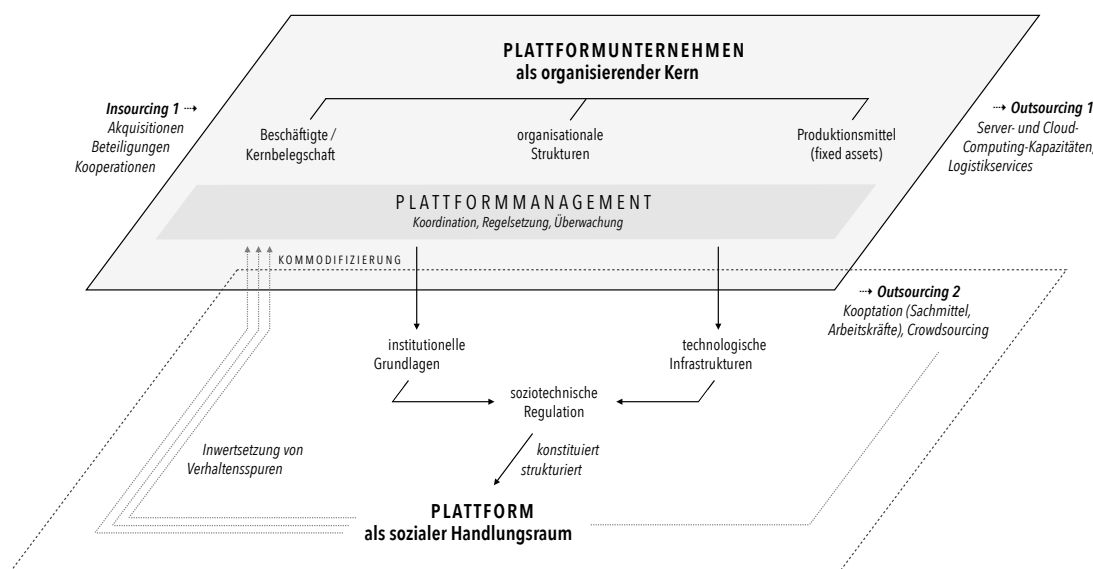 PLATTFORMUNTERNEHMEN
als organisierender Kern
Insourcing 1
Akquisitionen
Beteiligungen
Kooperationen
Outsourcing 1
Server- und Cloud-
Computing-Kapazitäten,
Logistikservices
Beschäftigte /
Kernbelegschaft
organisationale
Strukturen
Produktionsmittel
(fixed assets)
PLATTFORMMANAGEMENT
Koordination, Regelsetzung, Überwachung
KOMMODIFIZIERUNG
Outsourcing 2
Kooptation (Sachmittel,
Arbeitskräfte), Crowdsourcing
institutionelle
Grundlagen
technologische
Infrastrukturen
soziotechnische
Regulation
Inwertsetzung von
Verhaltensspuren
konstituiert
strukturiert
PLATTFORM
als sozialer Handlungsraum